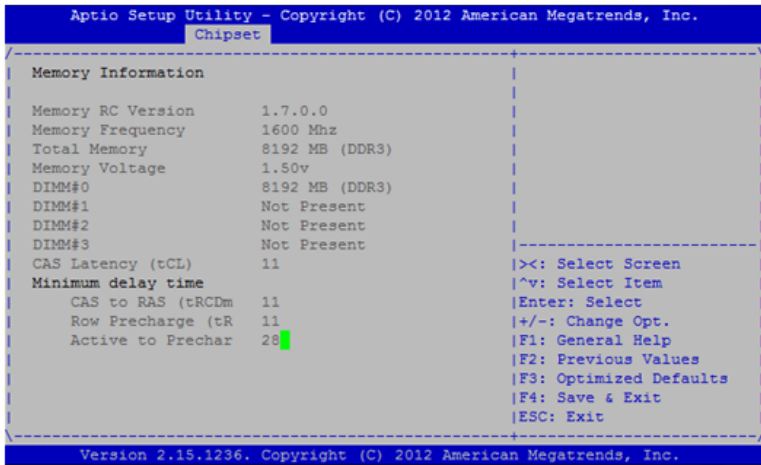 Aptio Setup Utility - Copyright (C) 2012 American Megatrends, Inc.
Chipset
Memory Information
Memory RC Version 1.7.0.0
Memory Frequency 1600 Mhz
Total Memory 8192 MB (DDR3)
Memory Voltage 1.50v
DIMM#0 8192 MB (DDR3)
DIMM#1 Not Present
DIMM#2 Not Present
DIMM#3 Not Present
CAS Latency (tCL) 11
Minimum delay time
CAS to RAS (tRCDm 11
Row Precharge (tR 11
Active to Prechar 28
><: Select Screen
^v: Select Item
Enter: Select
+/-: Change Opt.
F1: General Help
F2: Previous Values
F3: Optimized Defaults
F4: Save & Exit
ESC: Exit
Version 2.15.1236. Copyright (C) 2012 American Megatrends, Inc.